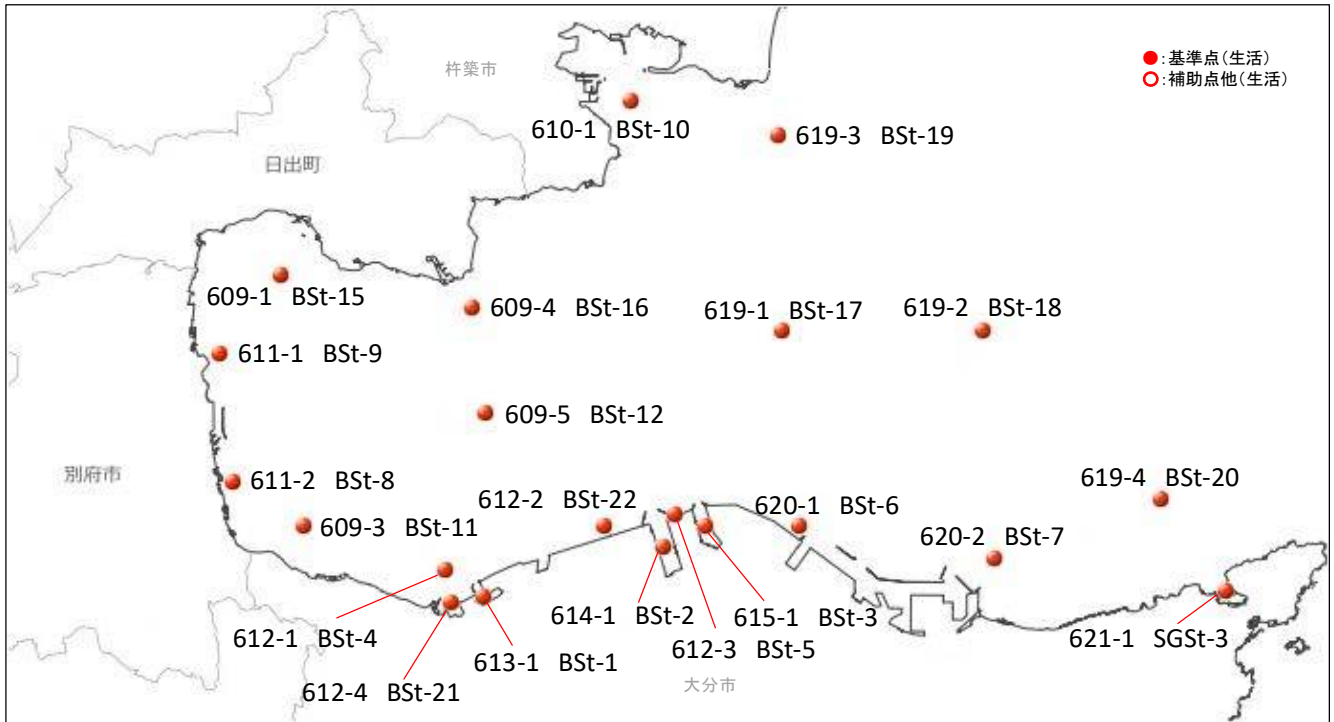 ●:基準点(生活)
○:補助点他(生活)
杵築市
610-1 BSt-10
619-3 BSt-19
日出町
609-1 BSt-15
609-4 BSt-16
619-1 BSt-17
619-2 BSt-18
611-1 BSt-9
609-5 BSt-12
別府市
611-2 BSt-8
609-3 BSt-11
612-2 BSt-22
620-1 BSt-6
619-4 BSt-20
620-2 BSt-7
612-1 BSt-4
614-1 BSt-2
615-1 BSt-3
621-1 SGSt-3
613-1 BSt-1
612-3 BSt-5
612-4 BSt-21
大分市